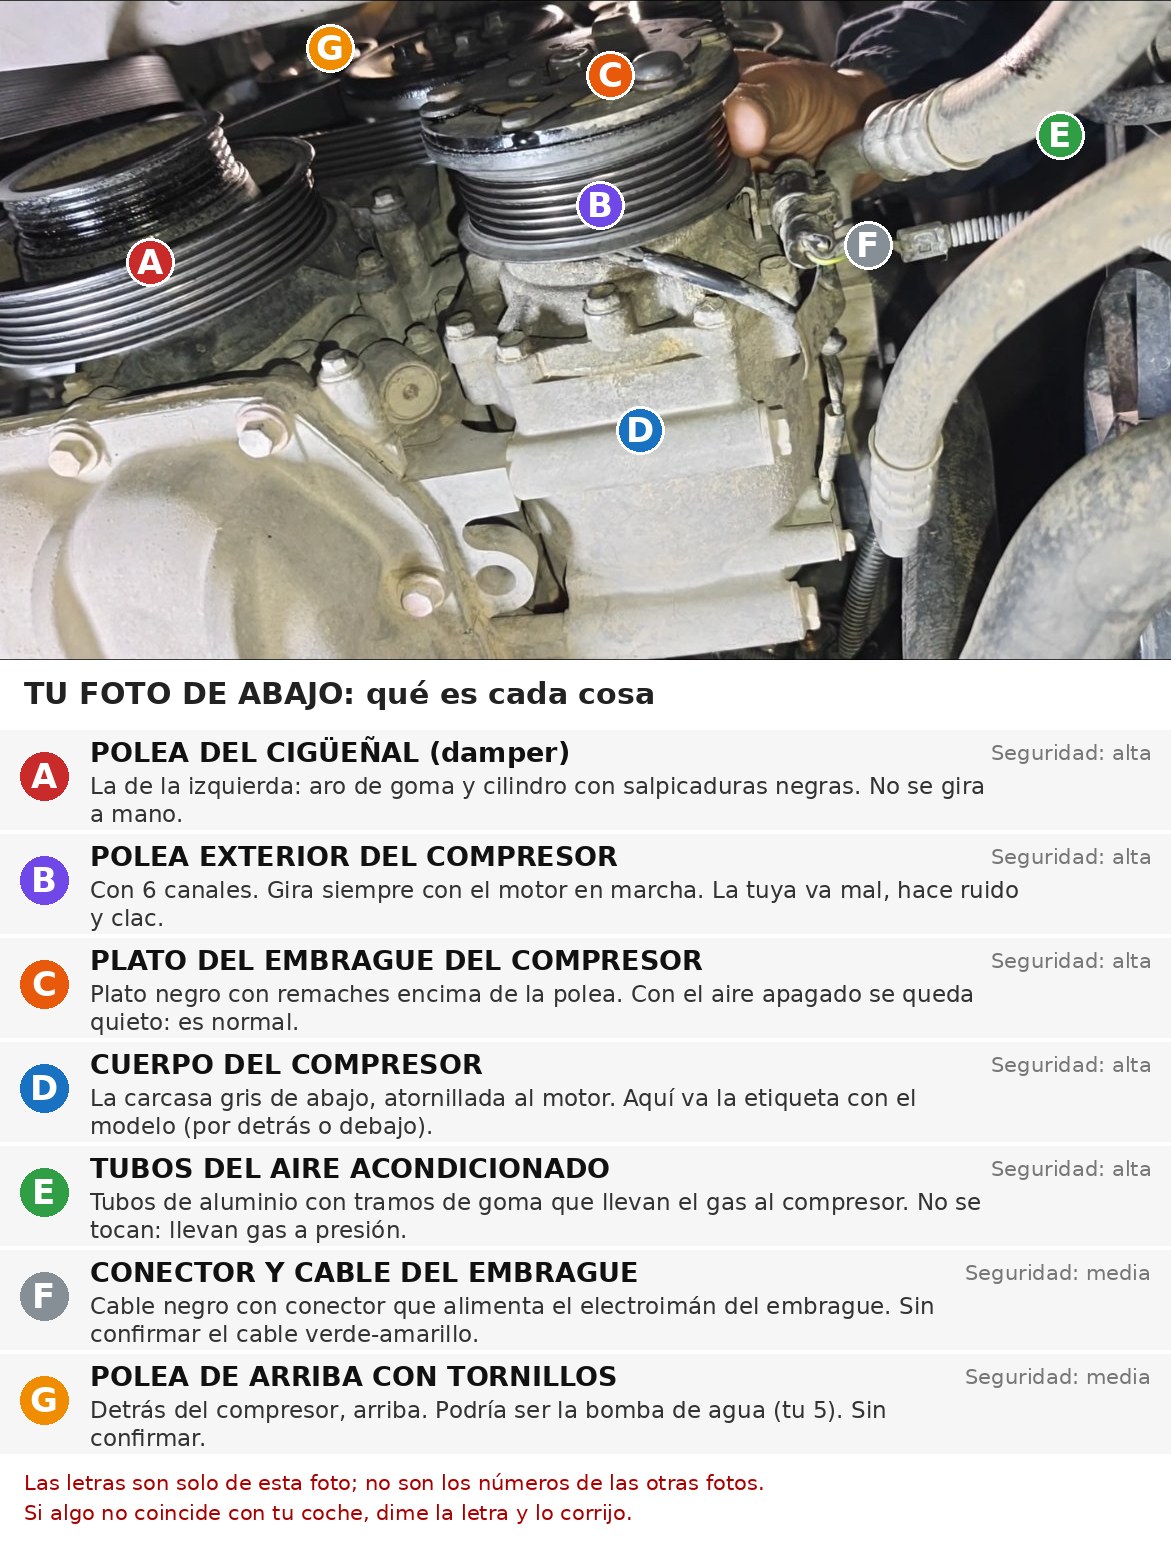 G
C
E
B
F
A
D
TU FOTO DE ABAJO: qué es cada cosa
A
POLEA DEL CIGÜEÑAL (damper)
Seguridad: alta
La de la izquierda: aro de goma y cilindro con salpicaduras negras. No se gira
a mano.
B
POLEA EXTERIOR DEL COMPRESOR
Seguridad: alta
Con 6 canales. Gira siempre con el motor en marcha. La tuya va mal, hace ruido
y clac.
C
PLATO DEL EMBRAGUE DEL COMPRESOR
Seguridad: alta
Plato negro con remaches encima de la polea. Con el aire apagado se queda
quieto: es normal.
D
CUERPO DEL COMPRESOR
Seguridad: alta
La carcasa gris de abajo, atornillada al motor. Aquí va la etiqueta con el
modelo (por detrás o debajo).
E
TUBOS DEL AIRE ACONDICIONADO
Seguridad: alta
Tubos de aluminio con tramos de goma que llevan el gas al compresor. No se
tocan: llevan gas a presión.
F
CONECTOR Y CABLE DEL EMBRAGUE
Seguridad: media
Cable negro con conector que alimenta el electroimán del embrague. Sin
confirmar el cable verde-amarillo.
G
POLEA DE ARRIBA CON TORNILLOS
Seguridad: media
Detrás del compresor, arriba. Podría ser la bomba de agua (tu 5). Sin
confirmar.
Las letras son solo de esta foto; no son los números de las otras fotos.
Si algo no coincide con tu coche, dime la letra y lo corrijo.